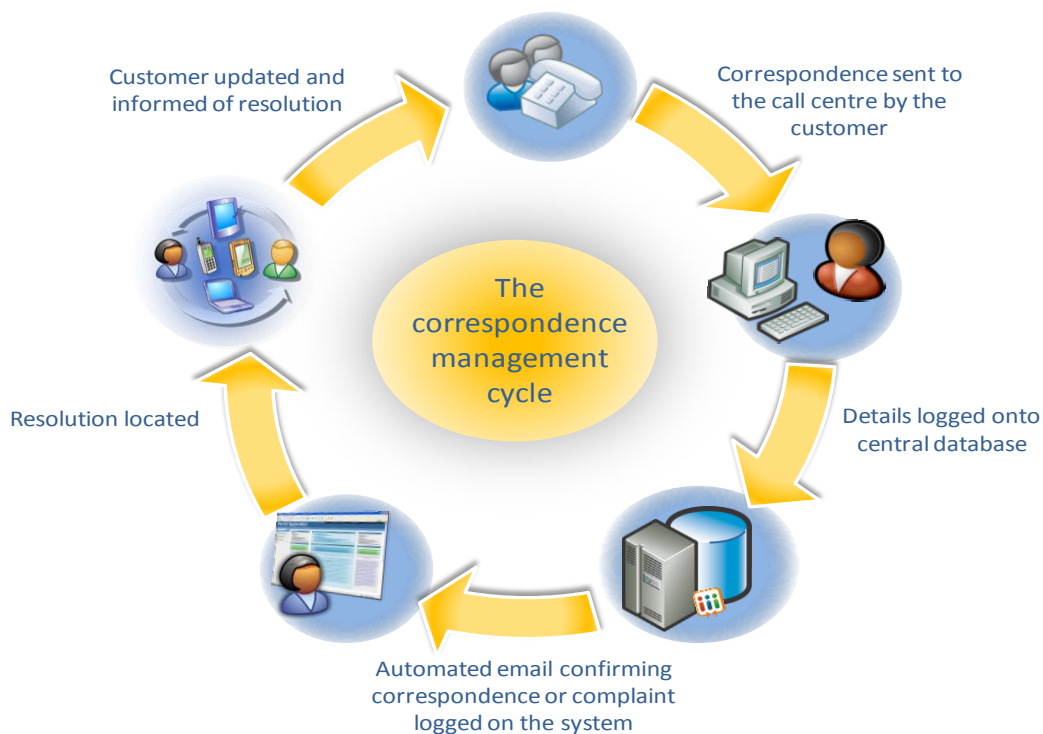 Customer updated and
informed of resolution
Correspondence sent to
the call centre by the
customer
The
correspondence
management
cycle
Resolution located
Details logged onto
central database
Automated email confirming
correspondence or complaint
logged on the system